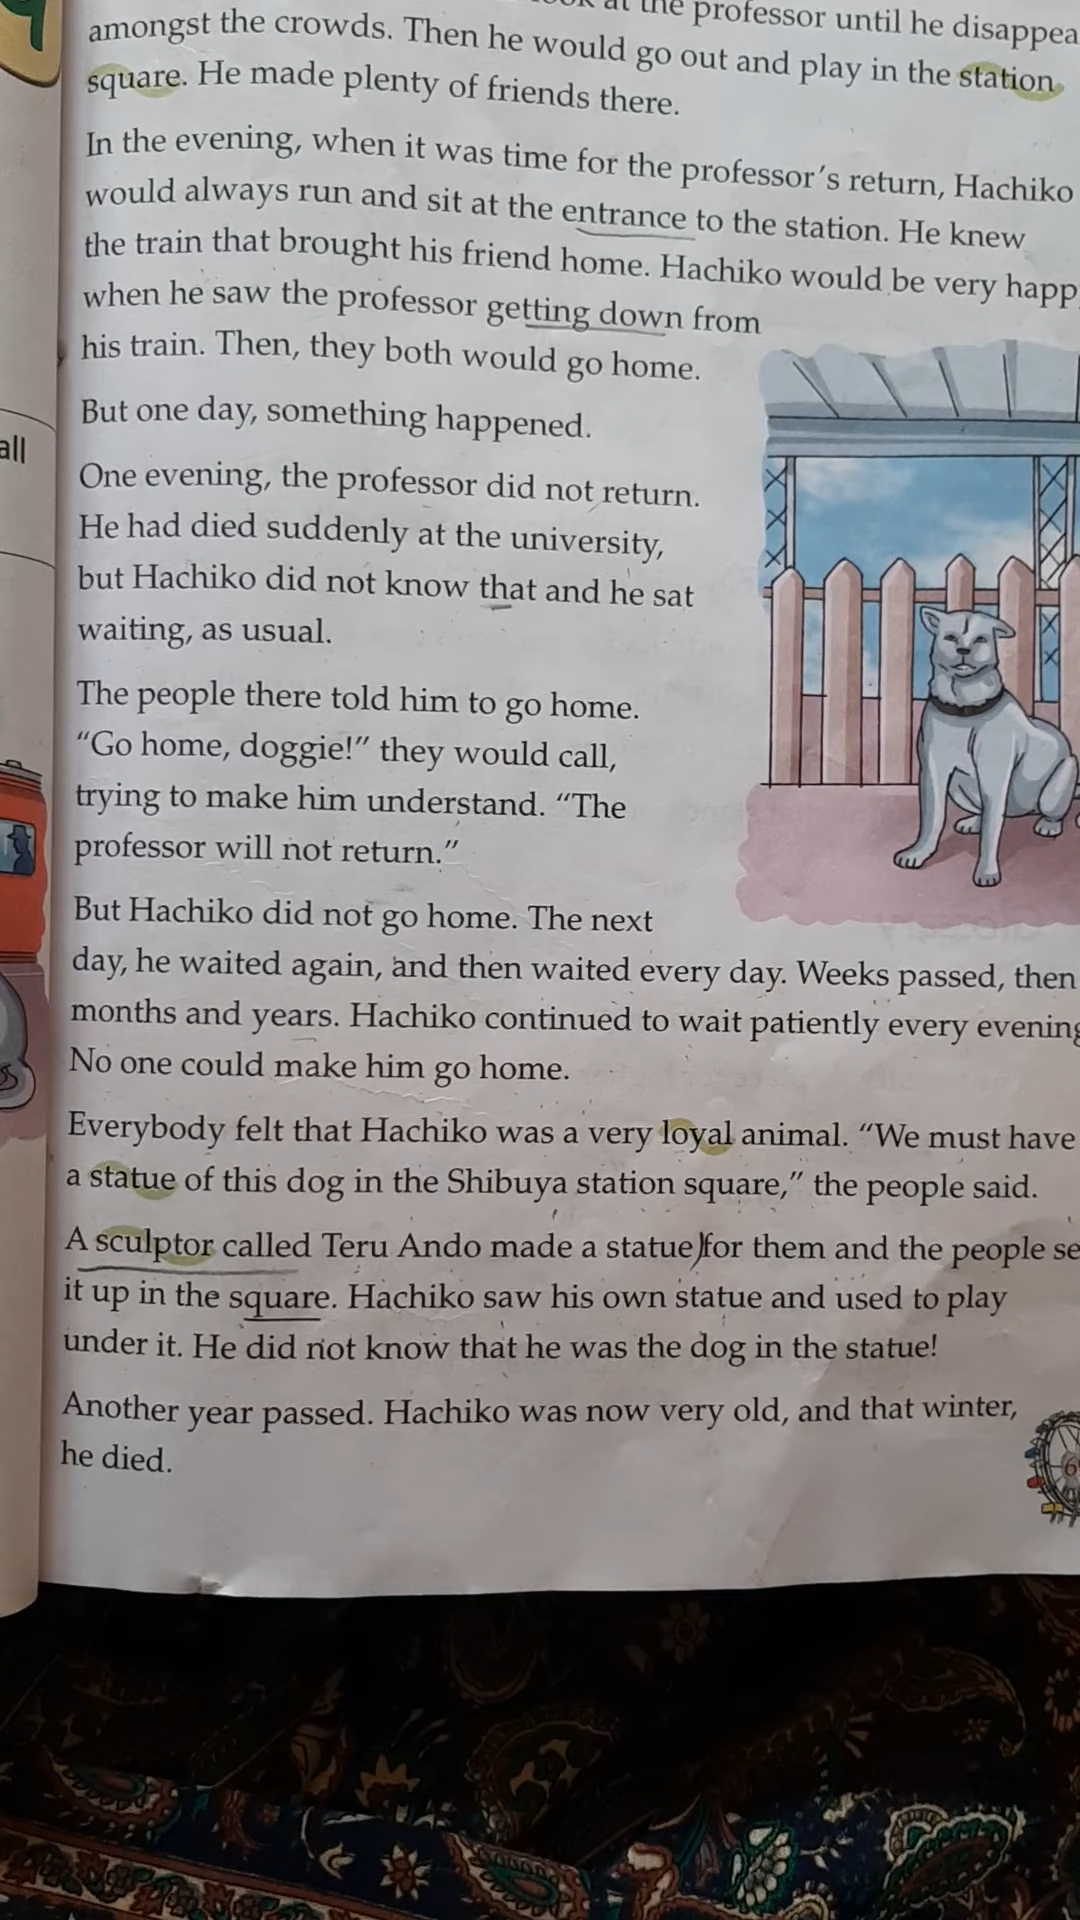 at the professor until he disappea
amongst the crowds. Then he would go out and play in the station
square. He made plenty of friends there.
In the evening, when it was time for the professor's return, Hachiko
would always run and sit at the entrance to the station. He knew
the train that brought his friend home. Hachiko would be very happ
when he saw the professor getting down from
his train. Then, they both would go home.
But one day, something happened.
One evening, the professor did not return.
He had died suddenly at the university,
but Hachiko did not know that and he sat
waiting, as usual.
The people there told him to go home.
"Go home, doggie!" they would call,
trying to make him understand. "The
professor will not return."
But Hachiko did not go home. The next
day, he waited again, and then waited every day. Weeks passed, then
months and years. Hachiko continued to wait patiently every evening
No one could make him go home.
Everybody felt that Hachiko was a very loyal animal. "We must have
a statue of this dog in the Shibuya station square," the people said.
A sculptor called Teru Ando made a statue for them and the people se
it up in the square. Hachiko saw his own statue and used to play
under it. He did not know that he was the dog in the statue!
Another year passed. Hachiko was now very old, and that winter,
he died.
all
6